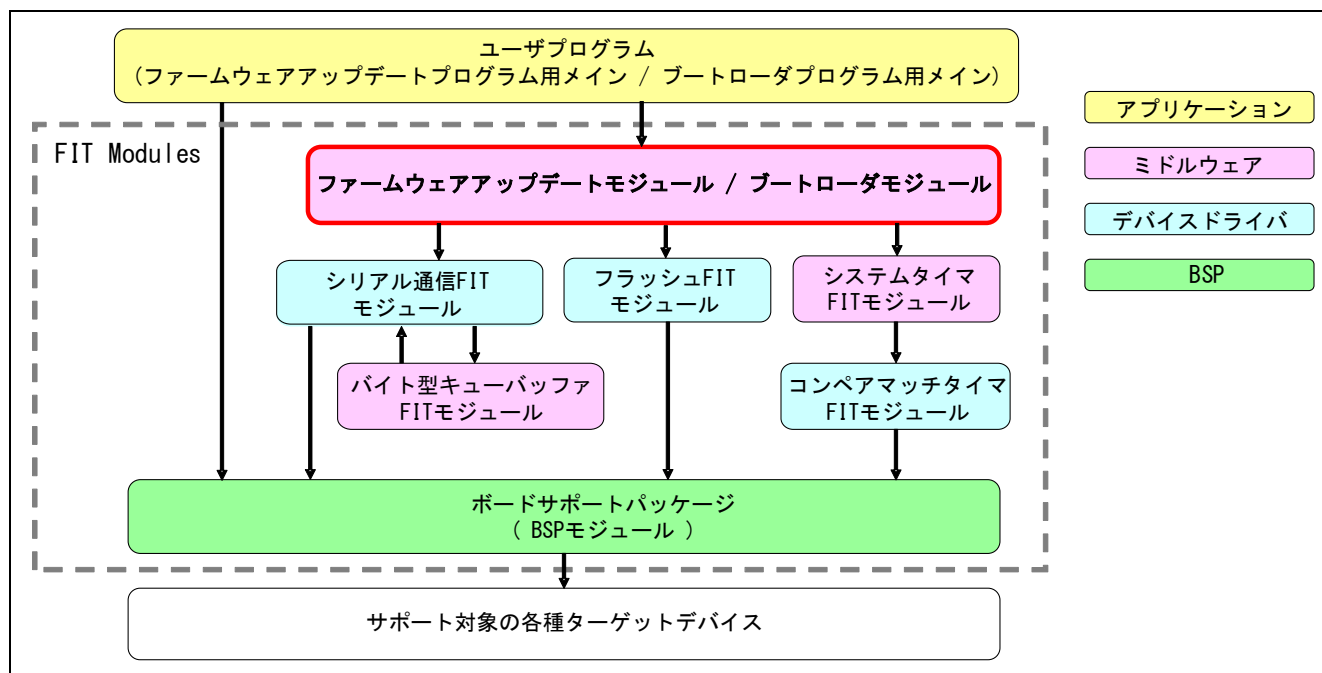 ユーザプログラム
(ファームウェアアップデートプログラム用メイン / ブートローダプログラム用メイン)
FIT Modules
ファームウェアアップデートモジュール / ブートローダモジュール
シリアル通信FIT
モジュール
フラッシュFIT
モジュール
システムタイマ
FITモジュール
バイト型キューバッファ
FITモジュール
コンペアマッチタイマ
FITモジュール
ボードサポートパッケージ
( BSPモジュール )
サポート対象の各種ターゲットデバイス
アプリケーション
ミドルウェア
デバイスドライバ
BSP